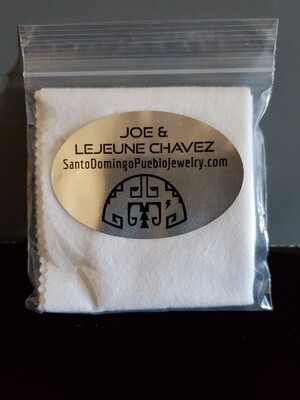 JOE &
LEJEUNE CHAVEZ
SantoDomingoPuebloJewelry.com